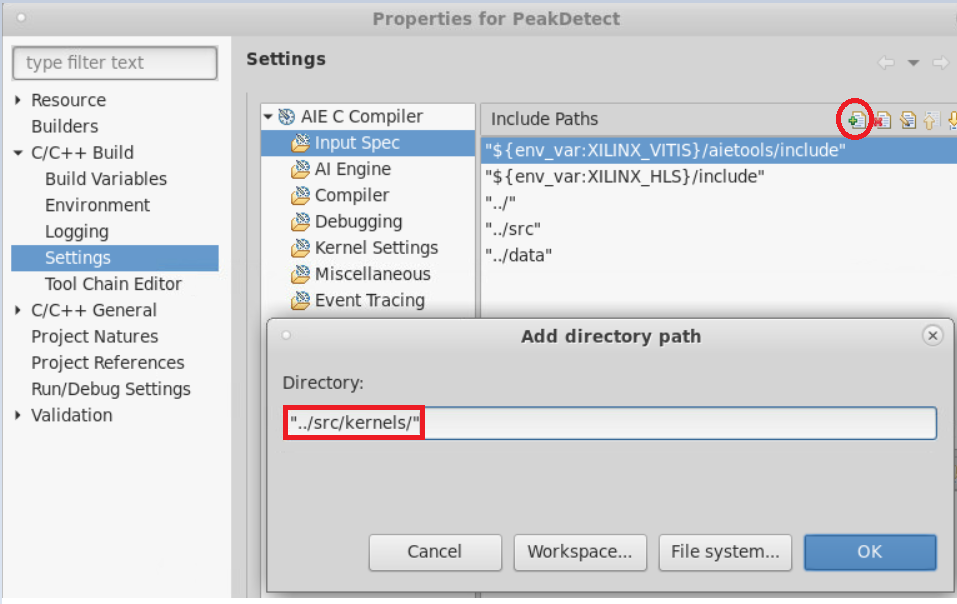 Properties for PeakDetect
type filter text
Resource
Builders
C/C++ Build
Build Variables
Environment
Logging
Settings
Tool Chain Editor
C/C++ General
Project Natures
Project References
Run/Debug Settings
Validation
Settings
AIE C Compiler
Input Spec
AI Engine
Compiler
Debugging
Kernel Settings
Miscellaneous
Event Tracing
Include Paths
"${env_var:XILINX_VITIS}/aietools/include"
"${env_var:XILINX_HLS}/include"
"../"
"../src"
"../data"
Add directory path
Directory:
"../src/kernels/"
Cancel
Workspace...
File system...
OK